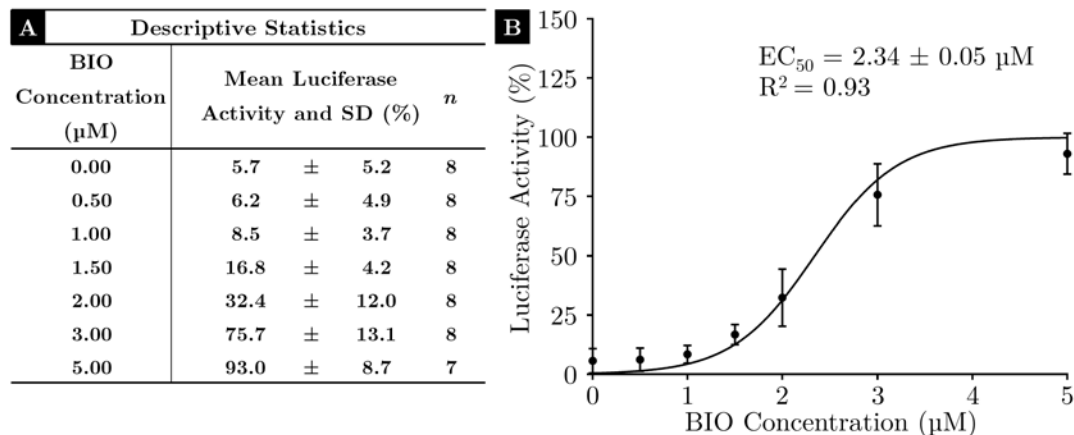 A Descriptive Statistics
BIO Concentration (µM) Mean Luciferase Activity and SD (%) n
0.00 5.7 ± 5.2 8
0.50 6.2 ± 4.9 8
1.00 8.5 ± 3.7 8
1.50 16.8 ± 4.2 8
2.00 32.4 ± 12.0 8
3.00 75.7 ± 13.1 8
5.00 93.0 ± 8.7 7
B
EC₅₀ = 2.34 ± 0.05 µM
R² = 0.93
Luciferase Activity (%)
150
125
100
75
50
25
0
0 1 2 3 4 5
BIO Concentration (µM)